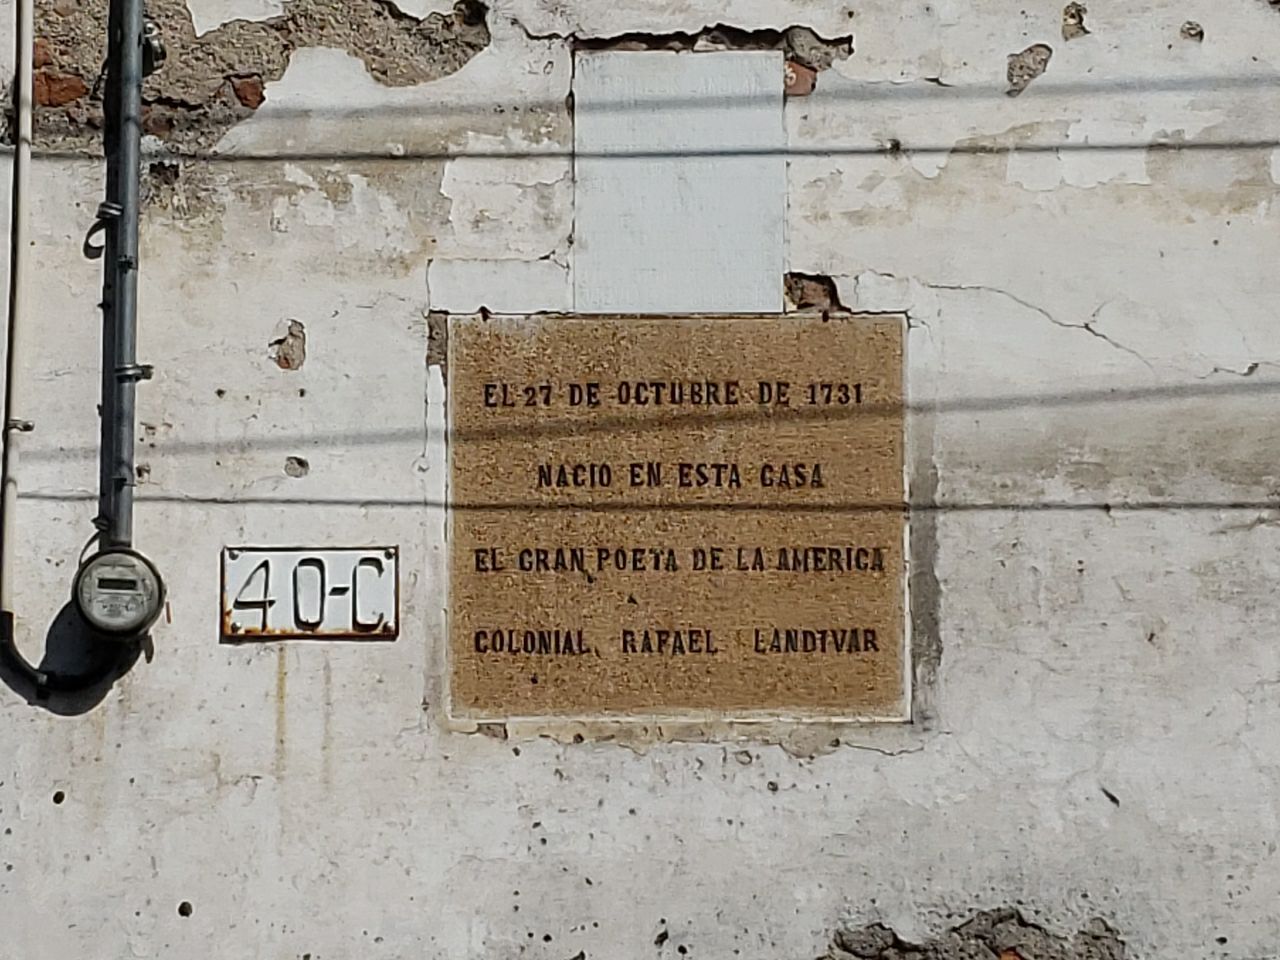 EL 27 DE OCTUBRE DE 1731
NACIO EN ESTA CASA
EL GRAN POETA DE LA AMERICA
COLONIAL, RAFAEL LANDIVAR
40-C